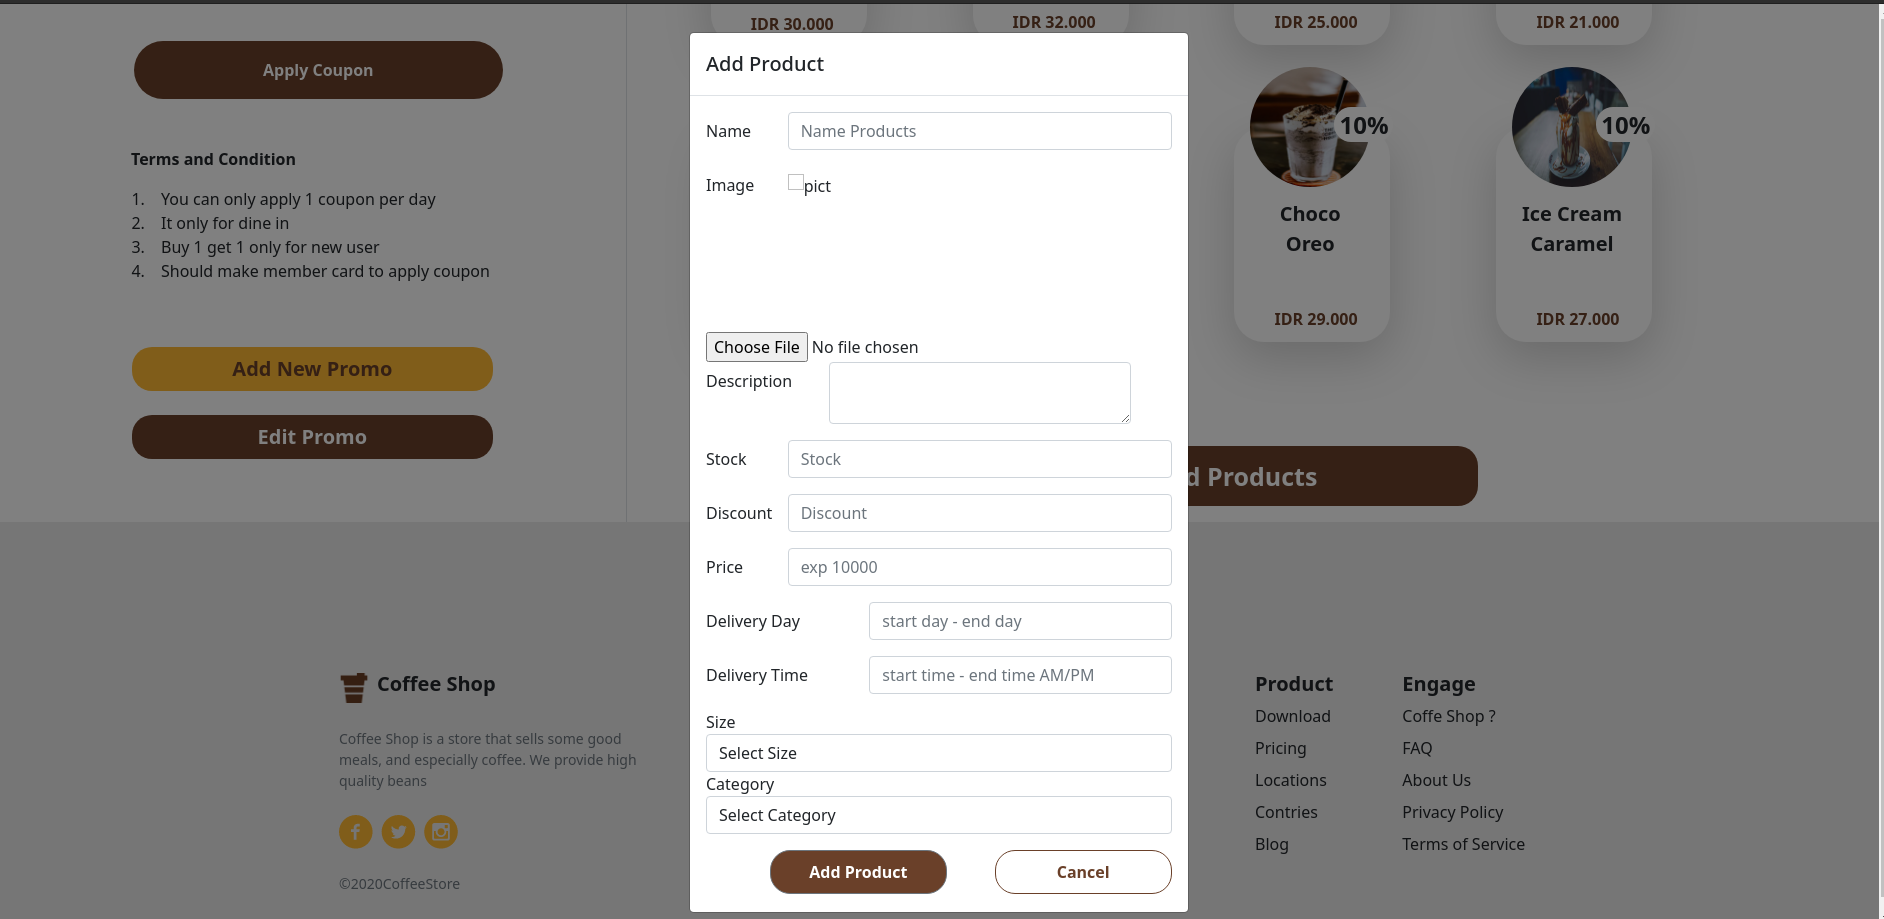 IDR 30.000
IDR 32.000
IDR 25.000
IDR 21.000
Apply Coupon
Terms and Condition
1. You can only apply 1 coupon per day
2. It only for dine in
3. Buy 1 get 1 only for new user
4. Should make member card to apply coupon
Add New Promo
Edit Promo
10%
Choco
Oreo
IDR 29.000
10%
Ice Cream
Caramel
IDR 27.000
d Products
Add Product
Name
Name Products
Image
pict
Choose File No file chosen
Description
Stock
Stock
Discount
Discount
Price
exp 10000
Delivery Day
start day - end day
Delivery Time
start time - end time AM/PM
Size
Select Size
Category
Select Category
Add Product
Cancel
Coffee Shop
Coffee Shop is a store that sells some good
meals, and especially coffee. We provide high
quality beans
©2020CoffeeStore
Product
Download
Pricing
Locations
Contries
Blog
Engage
Coffe Shop ?
FAQ
About Us
Privacy Policy
Terms of Service